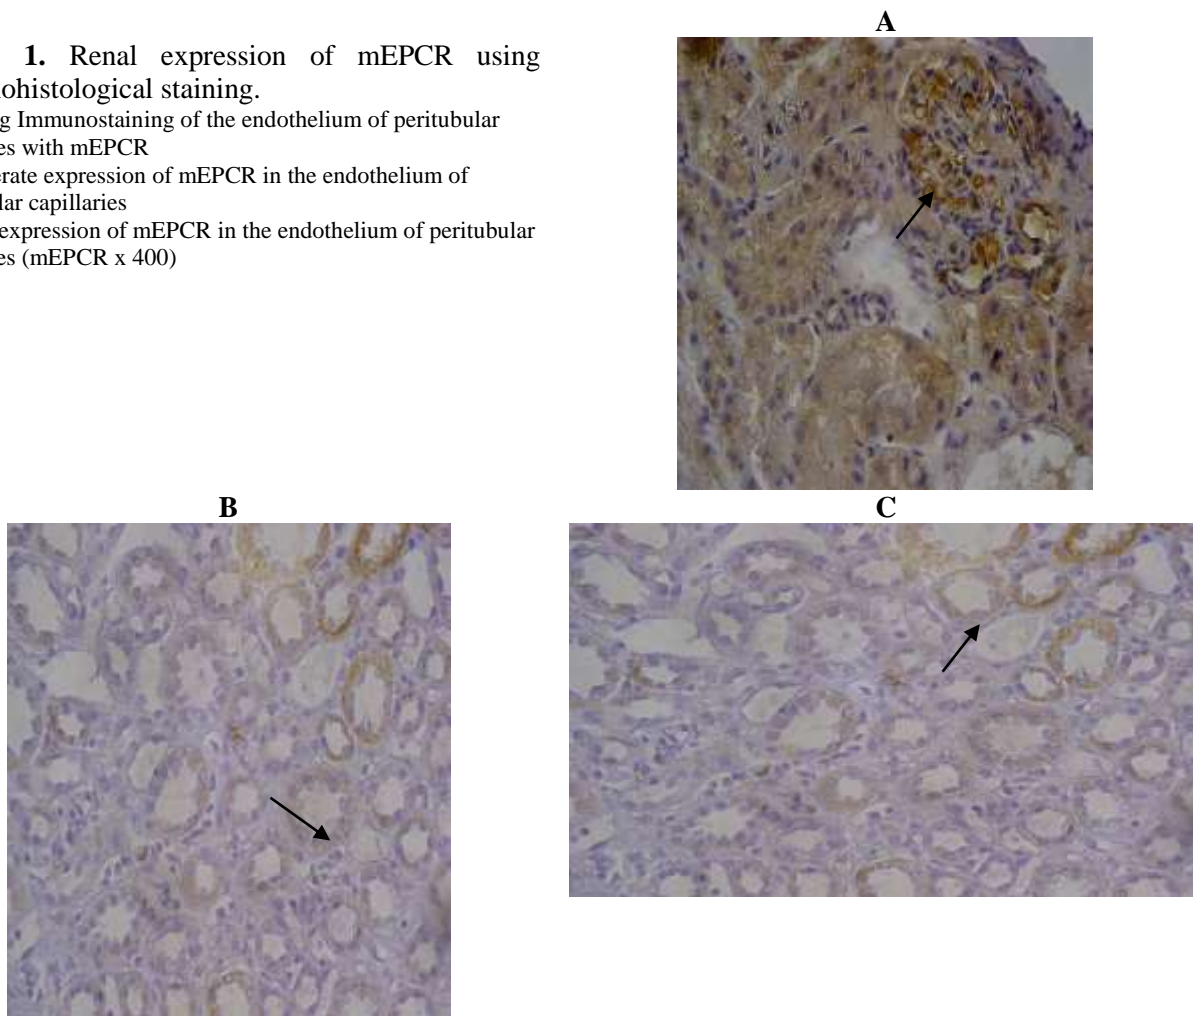 1. Renal expression of mEPCR using
ohistological staining.
g Immunostaining of the endothelium of peritubular
es with mEPCR
erate expression of mEPCR in the endothelium of
lar capillaries
expression of mEPCR in the endothelium of peritubular
es (mEPCR x 400)
A
B
C